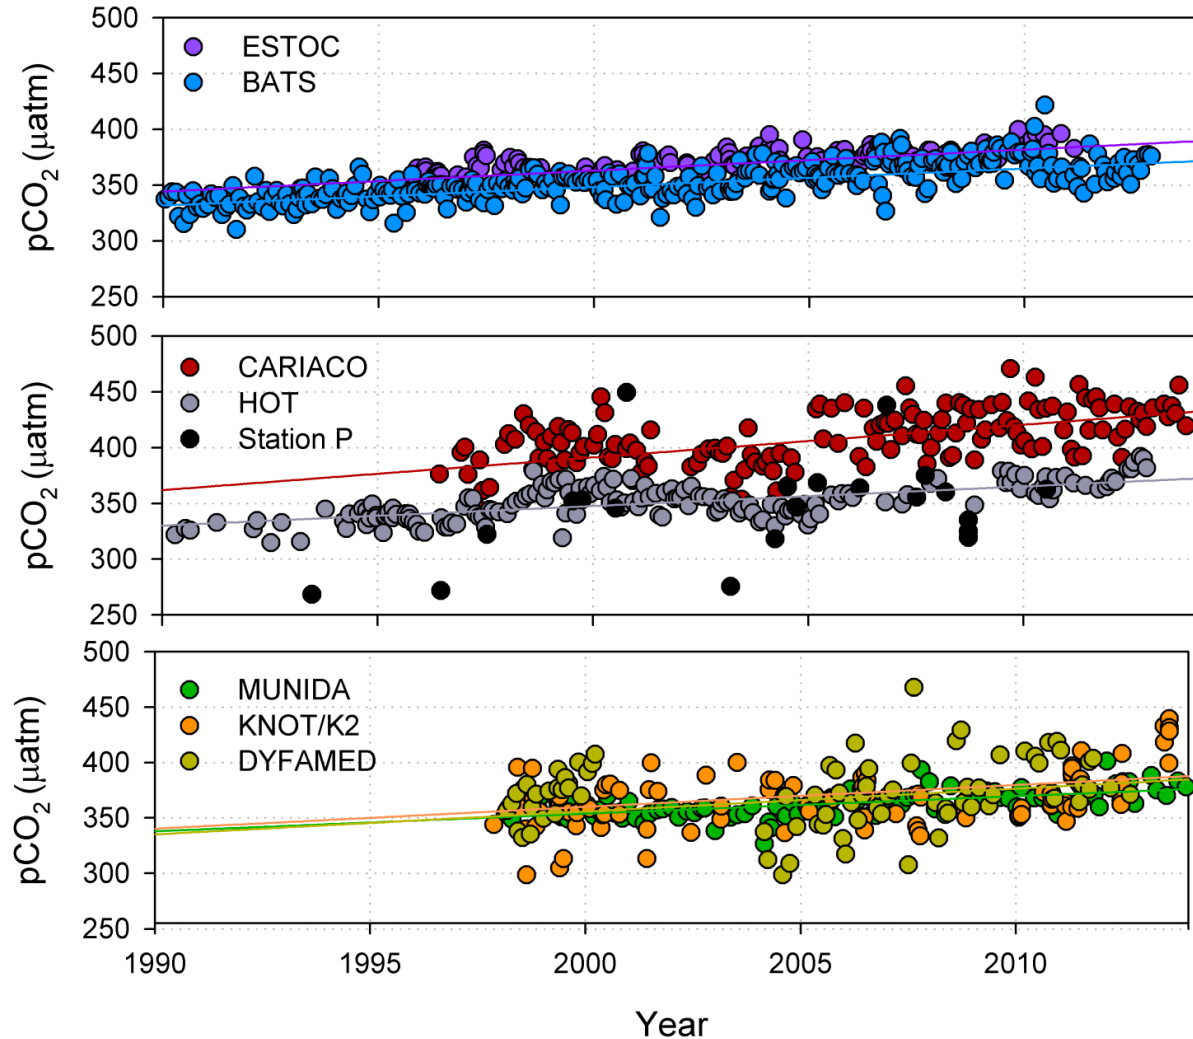 500
450
400
350
300
250
pCO2 (µatm)
ESTOC
BATS
500
450
400
350
300
250
pCO2 (µatm)
CARIACO
HOT
Station P
500
450
400
350
300
250
pCO2 (µatm)
MUNIDA
KNOT/K2
DYFAMED
1990 1995 2000 2005 2010
Year